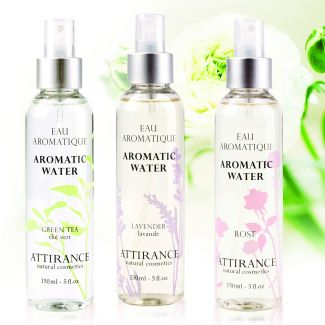 EAU
AROMATIQUE
AROMATIC
WATER
GREEN TEA
thé vert
ATTIRANCE
natural cosmetics
150 ml - 5 fl.oz
EAU
AROMATIQUE
AROMATIC
WATER
LAVENDER
lavande
ATTIRANCE
natural cosmetics
150 ml - 5 fl.oz
EAU
AROMATIQUE
AROMATIC
WATER
ROSE
ATTIRANCE
natural cosmetics
150 ml - 5 fl.oz